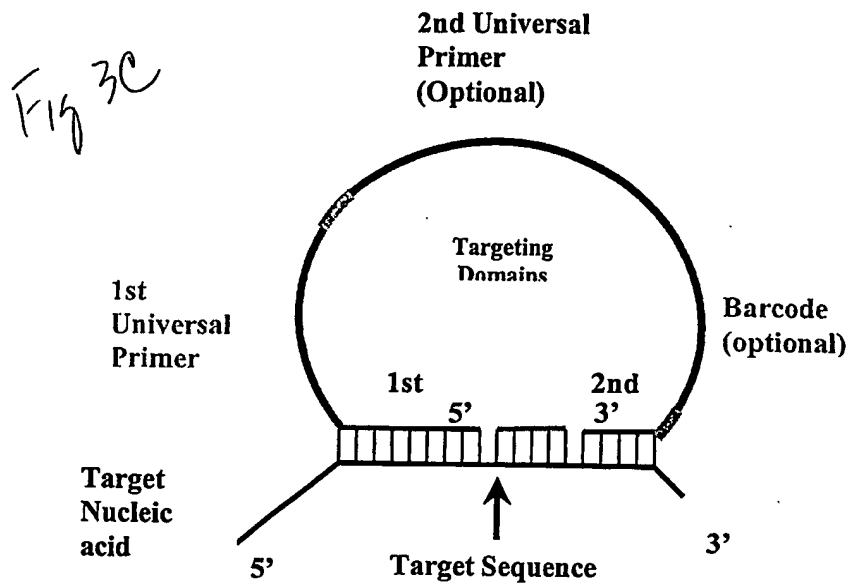 Fig 3C
2nd Universal
Primer
(Optional)
Targeting
Domains
1st
Universal
Primer
Barcode
(optional)
1st
2nd
5’
3’
Target
Nucleic
acid
5’
Target Sequence
3’